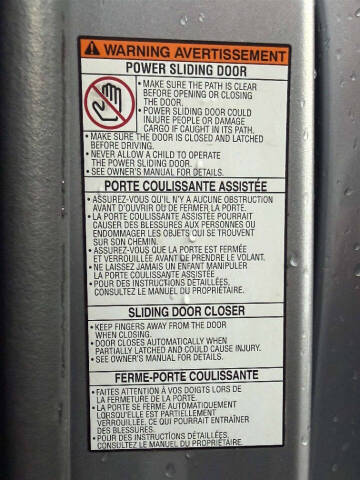 WARNING AVERTISSEMENT
POWER SLIDING DOOR
• MAKE SURE THE PATH IS CLEAR
BEFORE OPENING OR CLOSING
THE DOOR.
• POWER SLIDING DOOR COULD
INJURE PEOPLE OR DAMAGE
CARGO IF CAUGHT IN ITS PATH.
• MAKE SURE THE DOOR IS CLOSED AND LATCHED
BEFORE DRIVING.
• NEVER ALLOW A CHILD TO OPERATE
THE POWER SLIDING DOOR.
• SEE OWNER'S MANUAL FOR DETAILS.
PORTE COULISSANTE ASSISTÉE
• ASSUREZ-VOUS QU'IL N'Y A AUCUNE OBSTRUCTION
AVANT D'OUVRIR OU DE FERMER LA PORTE.
• LA PORTE COULISSANTE ASSISTÉE POURRAIT
CAUSER DES BLESSURES AUX PERSONNES OU
ENDOMMAGER LES OBJETS QUI SE TROUVENT
SUR SON CHEMIN.
• ASSUREZ-VOUS QUE LA PORTE EST FERMÉE
ET VERROUILLÉE AVANT DE PRENDRE LE VOLANT.
• NE LAISSEZ JAMAIS UN ENFANT MANIPULER
LA PORTE COULISSANTE ASSISTÉE
• POUR DES INSTRUCTIONS DÉTAILLÉES,
CONSULTEZ LE MANUEL DU PROPRIÉTAIRE.
SLIDING DOOR CLOSER
• KEEP FINGERS AWAY FROM THE DOOR
WHEN CLOSING.
• DOOR CLOSES AUTOMATICALLY WHEN
PARTIALLY LATCHED AND COULD CAUSE INJURY.
• SEE OWNER'S MANUAL FOR DETAILS.
FERME-PORTE COULISSANTE
• FAITES ATTENTION À VOS DOIGTS LORS DE
LA FERMETURE DE LA PORTE.
• LA PORTE SE FERME AUTOMATIQUEMENT
LORSQU'ELLE EST PARTIELLEMENT
VERROUILLÉE, CE QUI POURRAIT ENTRAÎNER
DES BLESSURES.
• POUR DES INSTRUCTIONS DÉTAILLÉES,
CONSULTEZ LE MANUEL DU PROPRIÉTAIRE.